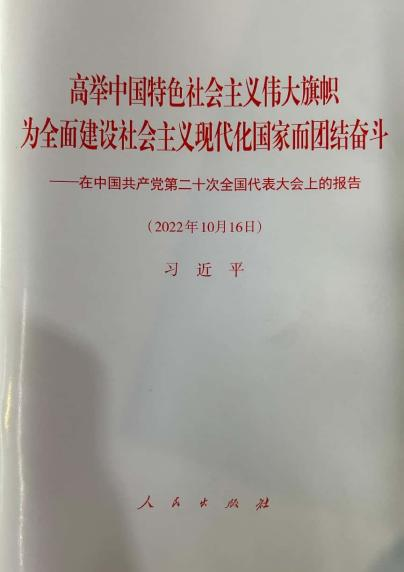 高举中国特色社会主义伟大旗帜
为全面建设社会主义现代化国家而团结奋斗
——在中国共产党第二十次全国代表大会上的报告
（2022年10月16日）
习 近 平
人民出版社